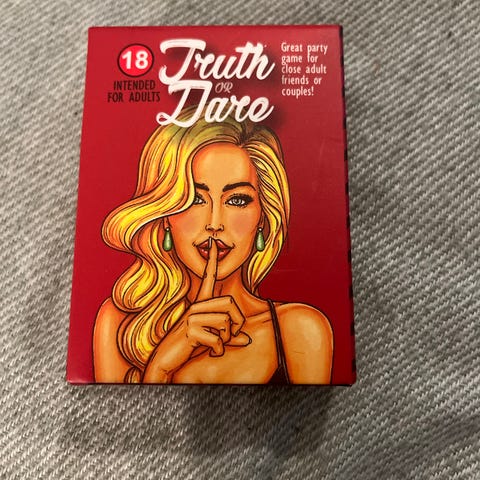 18
INTENDED
FOR ADULTS
Truth
OR
Dare
Great party
game for
close adult
friends or
couples!